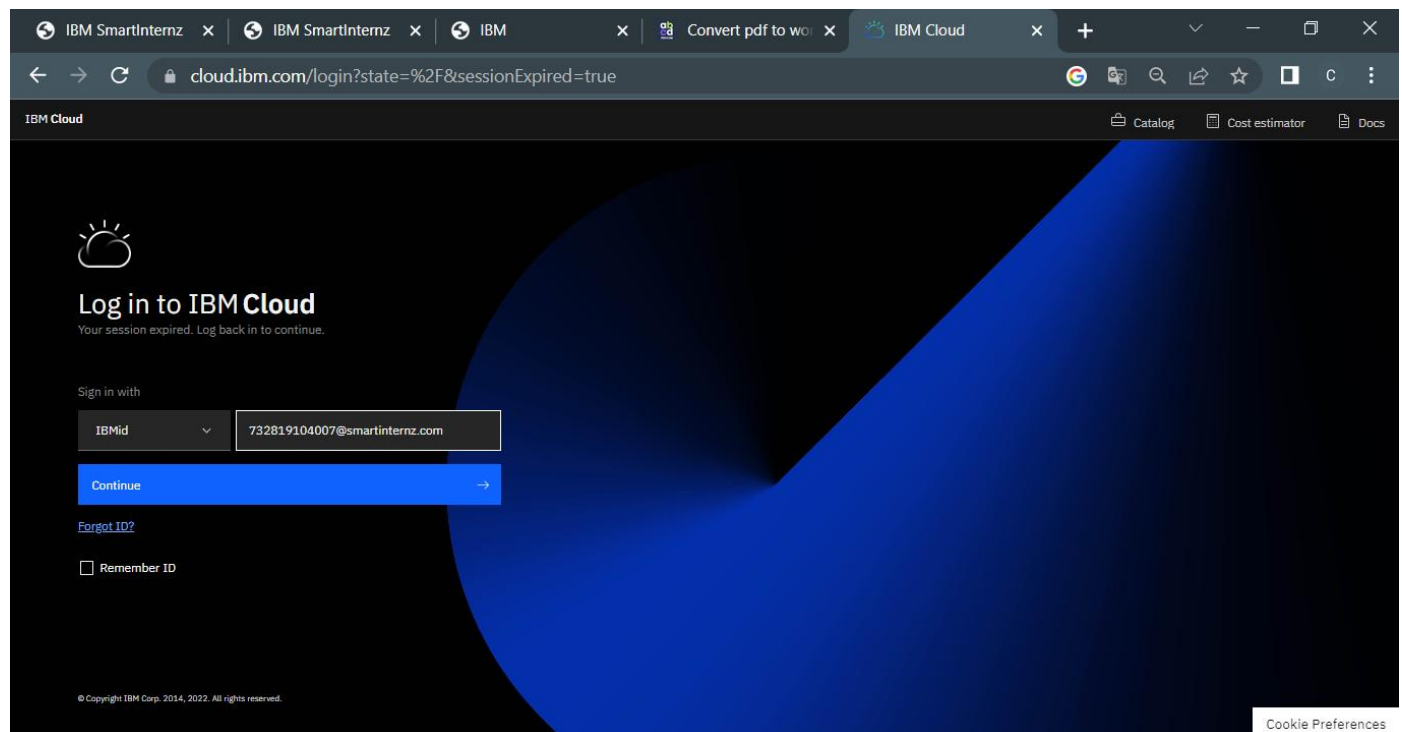 IBM SmartInternz
IBM SmartInternz
IBM
Convert pdf to wor
IBM Cloud
cloud.ibm.com/login?state=%2F&sessionExpired=true
C
IBM Cloud
Catalog
Cost estimator
Docs
Log in to IBM Cloud
Your session expired. Log back in to continue.
Sign in with
IBMid
732819104007@smartinternz.com
Continue
Forgot ID?
Remember ID
© Copyright IBM Corp. 2014, 2022. All rights reserved.
Cookie Preferences